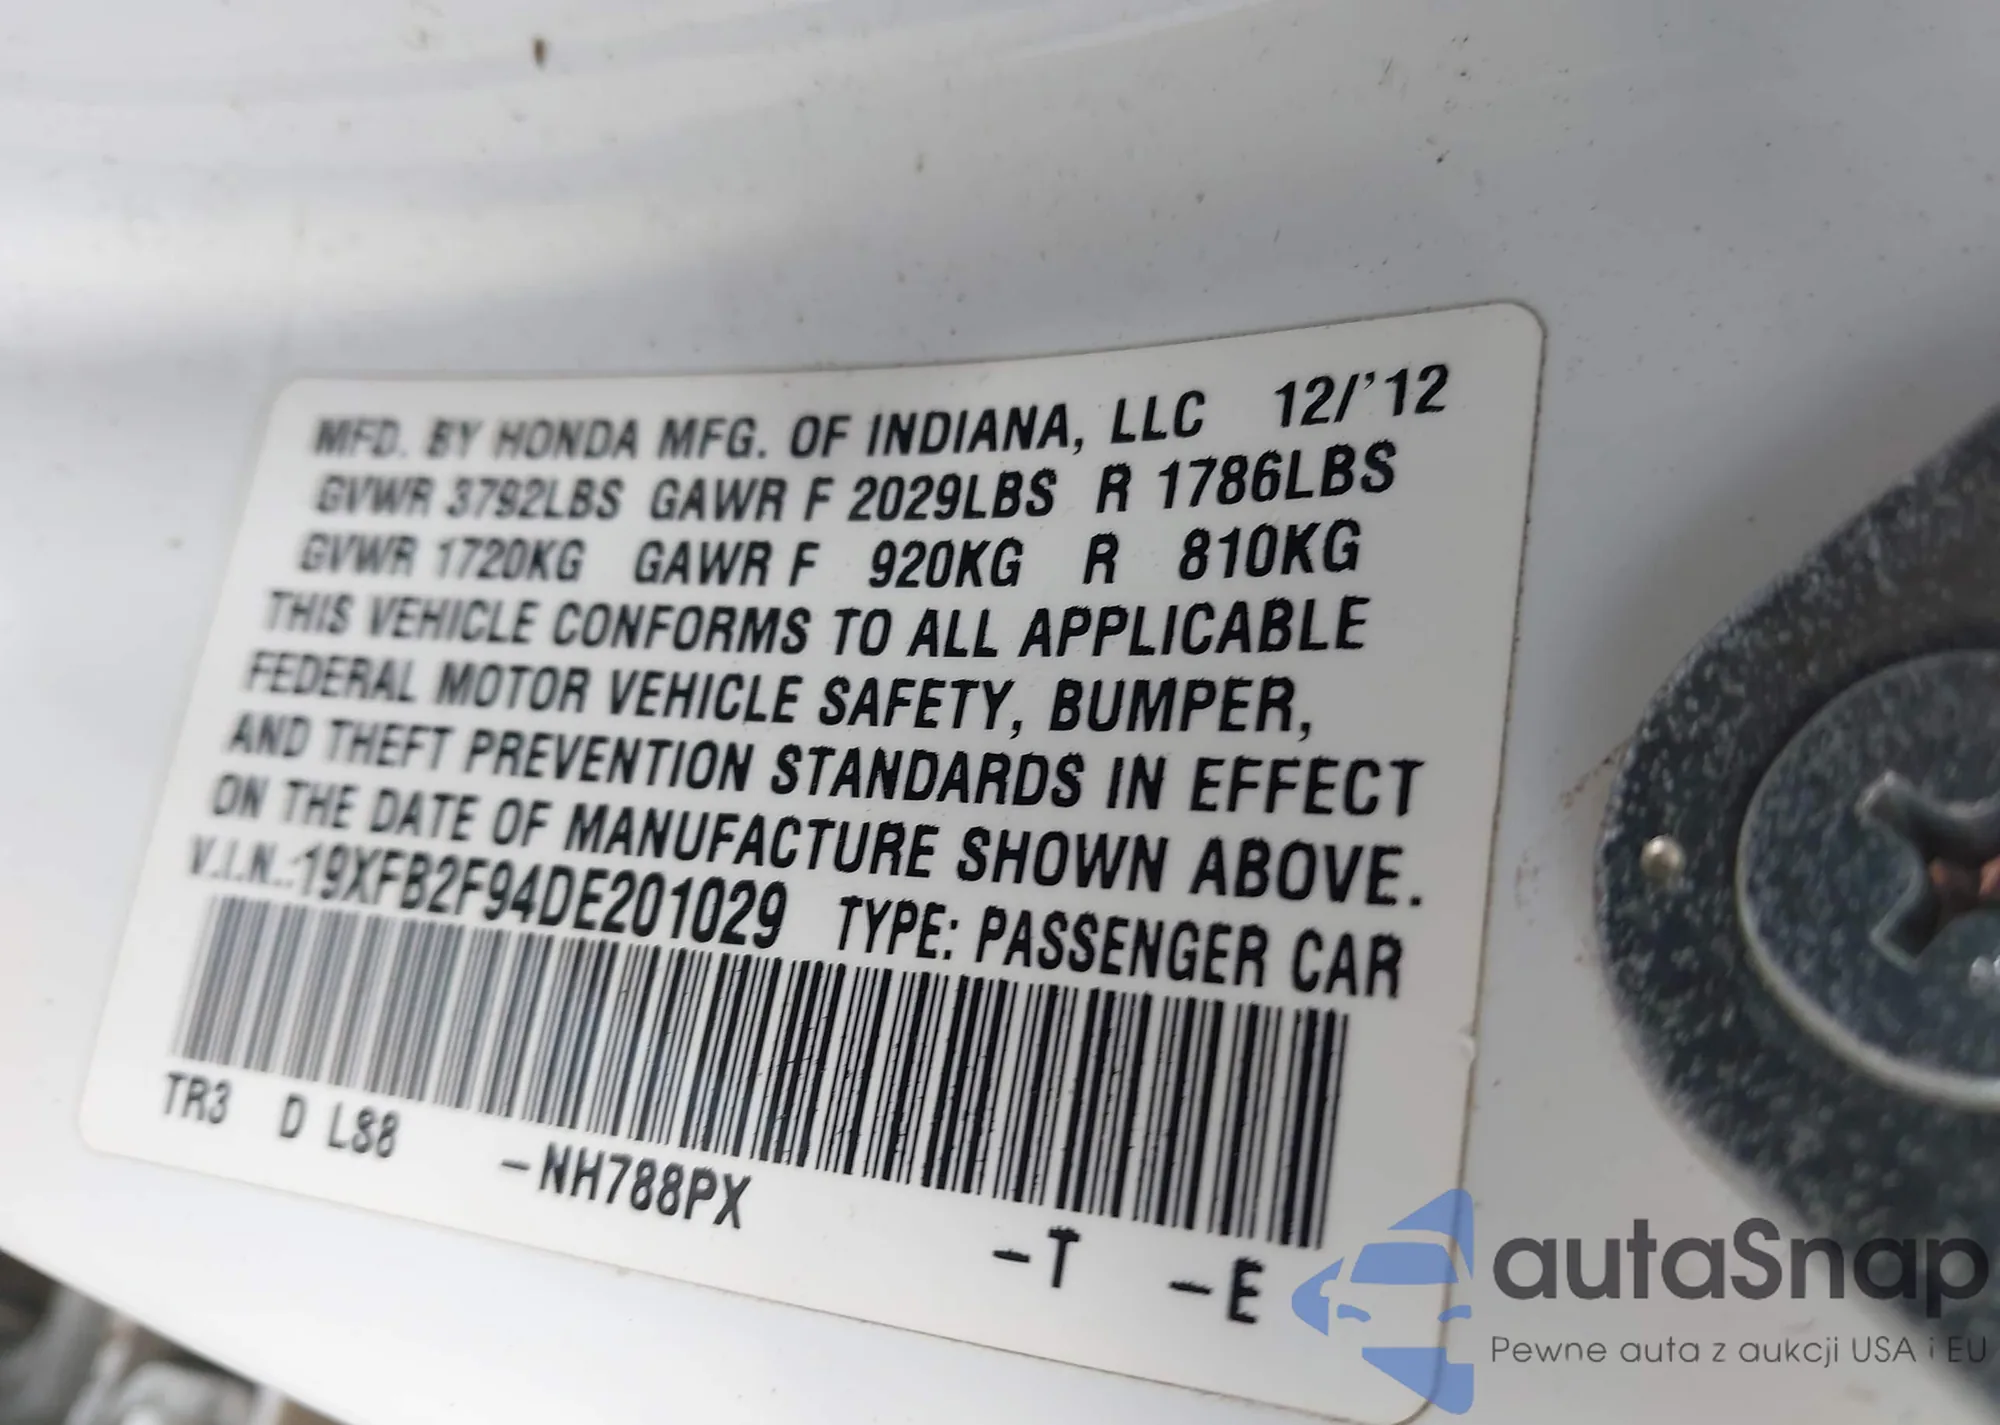 MFD. BY HONDA MFG. OF INDIANA, LLC 12/'12
GVWR 3792LBS GAWR F 2029LBS R 1786LBS
GVWR 1720KG GAWR F 920KG R 810KG
THIS VEHICLE CONFORMS TO ALL APPLICABLE
FEDERAL MOTOR VEHICLE SAFETY, BUMPER,
AND THEFT PREVENTION STANDARDS IN EFFECT
ON THE DATE OF MANUFACTURE SHOWN ABOVE.
V.I.N.:19XFB2F94DE201029 TYPE: PASSENGER CAR
TR3 D LS8 -NH788PX -T -E
autaSnap
Pewne auta z aukcji USA i EU